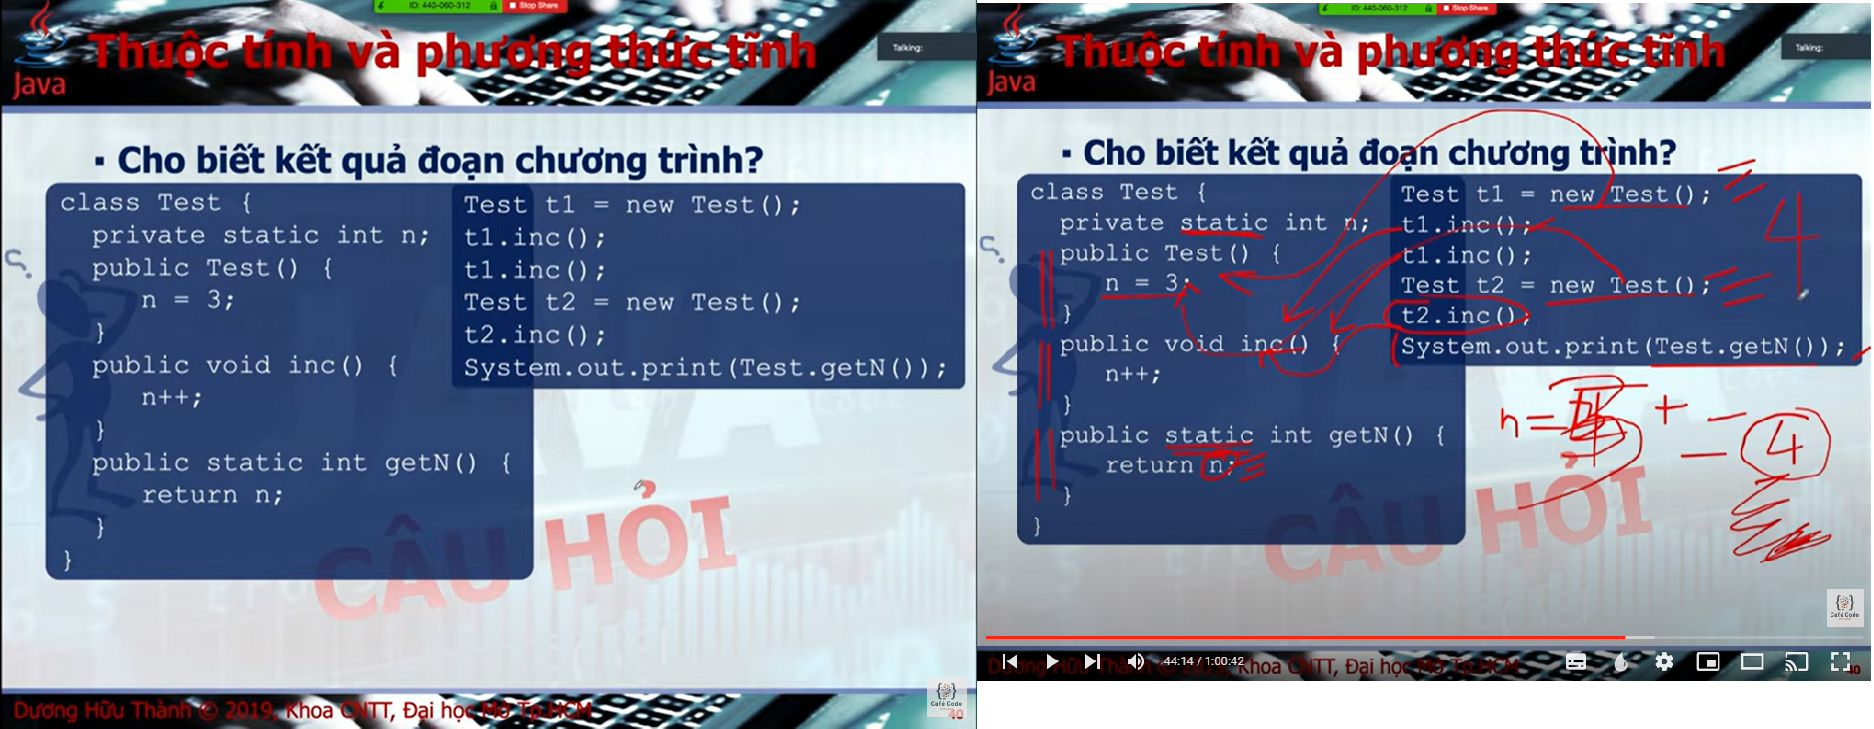 ID: 440-060-312 Stop Share
Talking:
Java
Thuộc tính và phương thức tĩnh
▪ Cho biết kết quả đoạn chương trình?
class Test {
private static int n;
public Test() {
n = 3;
}
public void inc() {
n++;
}
public static int getN() {
return n;
}
}
Test t1 = new Test();
t1.inc();
t1.inc();
Test t2 = new Test();
t2.inc();
System.out.print(Test.getN());
CÂU HỎI
Café Code
Dương Hữu Thành © 2019, Khoa CNTT, Đại học Mở Tp.HCM
40
ID: 440-060-312 Stop Share
Talking:
Java
Thuộc tính và phương thức tĩnh
▪ Cho biết kết quả đoạn chương trình?
class Test {
private static int n;
public Test() {
n = 3;
}
public void inc() {
n++;
}
public static int getN() {
return n;
}
}
Test t1 = new Test();
t1.inc();
t1.inc();
Test t2 = new Test();
t2.inc();
System.out.print(Test.getN());
4
n =
4
CÂU HỎI
Café Code
44:14 / 1:00:42
Dương Hữu Thành © 2019, Khoa CNTT, Đại học Mở Tp.HCM
40